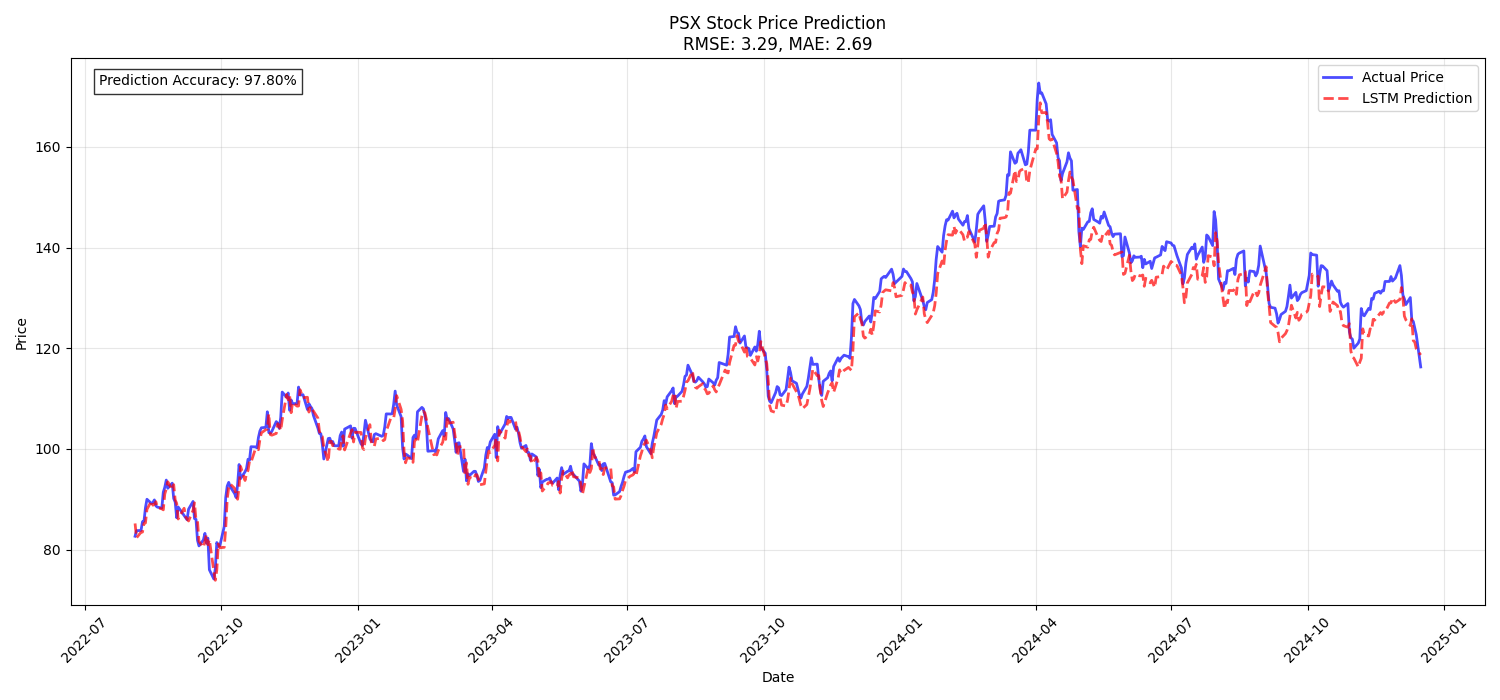 PSX Stock Price Prediction
RMSE: 3.29, MAE: 2.69
Prediction Accuracy: 97.80%
Actual Price
LSTM Prediction
Price
160
140
120
100
80
2022-07
2022-10
2023-01
2023-04
2023-07
2023-10
2024-01
2024-04
2024-07
2024-10
2025-01
Date